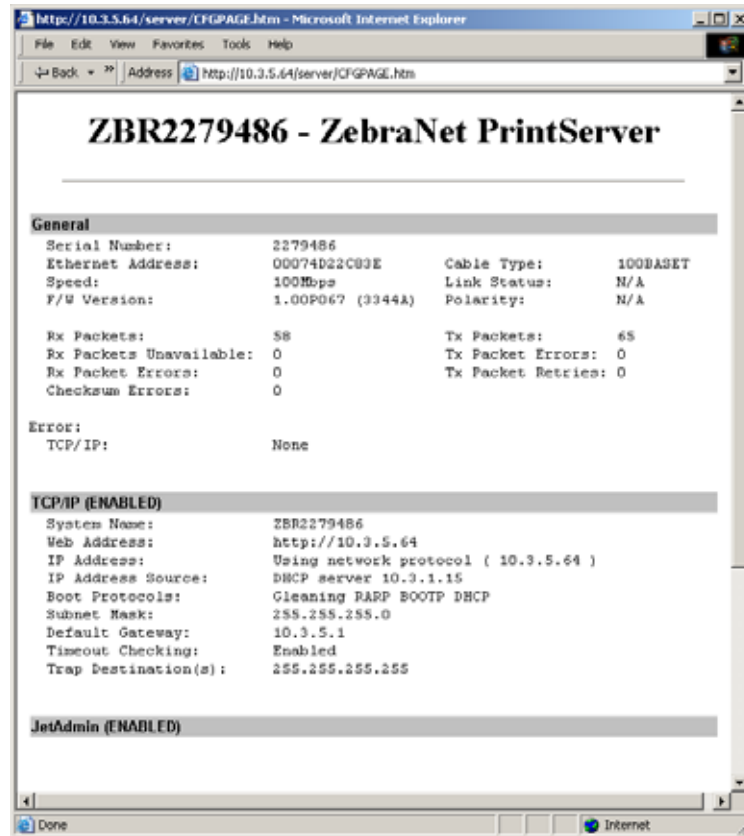 http://10.3.5.64/server/CFGPAGE.htm - Microsoft Internet Explorer
File Edit View Favorites Tools Help
Back » Address http://10.3.5.64/server/CFGPAGE.htm
ZBR2279486 - ZebraNet PrintServer
General
Serial Number: 2279486
Ethernet Address: 00074D22C83E Cable Type: 100BASET
Speed: 100Mbps Link Status: N/A
F/W Version: 1.00P067 (3344A) Polarity: N/A
Rx Packets: 58 Tx Packets: 65
Rx Packets Unavailable: 0 Tx Packet Errors: 0
Rx Packet Errors: 0 Tx Packet Retries: 0
Checksum Errors: 0
Error:
TCP/IP: None
TCP/IP (ENABLED)
System Name: ZBR2279486
Web Address: http://10.3.5.64
IP Address: Using network protocol ( 10.3.5.64 )
IP Address Source: DHCP server 10.3.1.15
Boot Protocols: Gleaning RARP BOOTP DHCP
Subnet Mask: 255.255.255.0
Default Gateway: 10.3.5.1
Timeout Checking: Enabled
Trap Destination(s): 255.255.255.255
JetAdmin (ENABLED)
Done Internet